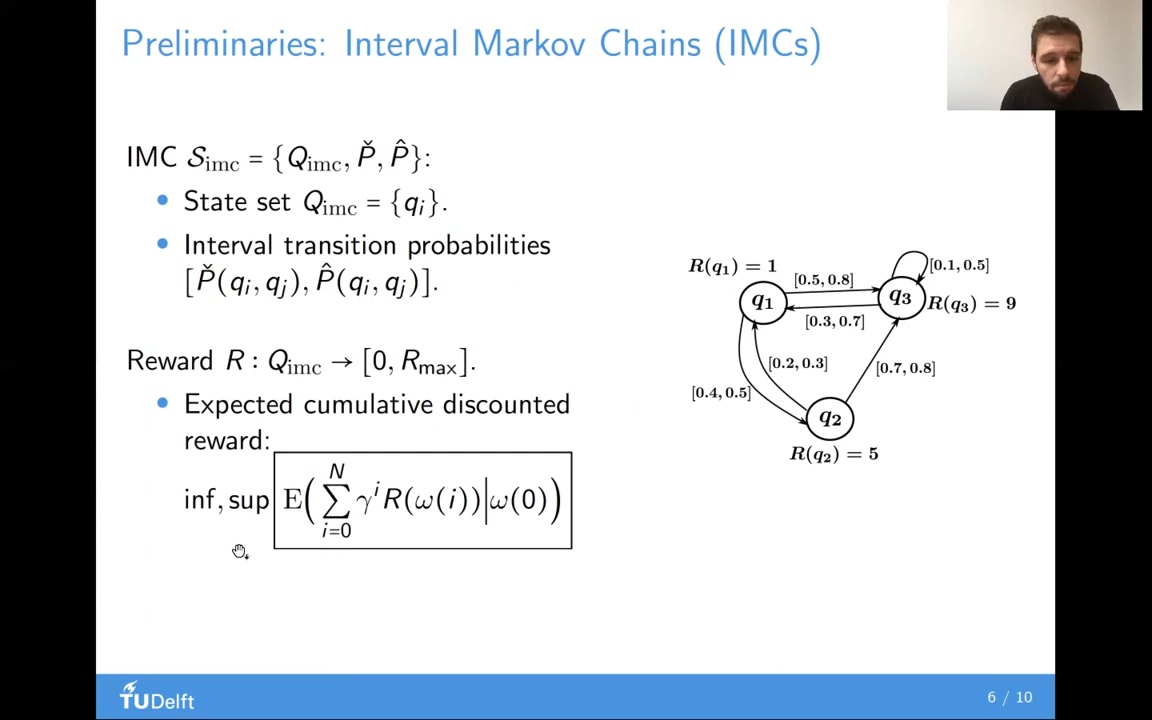 Preliminaries: Interval Markov Chains (IMCs)
IMC 𝒮imc = {Qimc, P̌, P̂}:
• State set Qimc = {qi}.
• Interval transition probabilities
[P̌(qi, qj), P̂(qi, qj)].
Reward R : Qimc → [0, Rmax].
• Expected cumulative discounted
reward:
inf, sup E(∑_{i=0}^{N} γ^i R(ω(i))|ω(0))
R(q1) = 1
[0.5, 0.8]
[0.1, 0.5]
q1
q3
R(q3) = 9
[0.3, 0.7]
[0.2, 0.3]
[0.7, 0.8]
[0.4, 0.5]
q2
R(q2) = 5
TUDelft
6 / 10